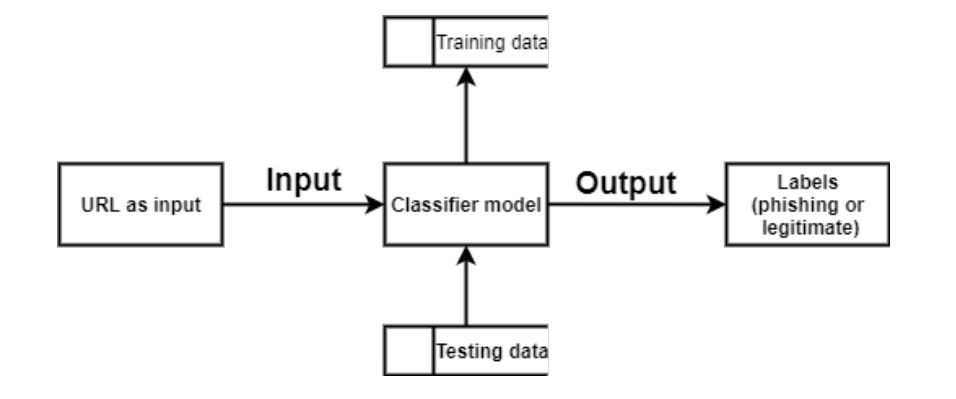 Training data
Input
Output
URL as input
Classifier model
Labels
(phishing or
legitimate)
Testing data